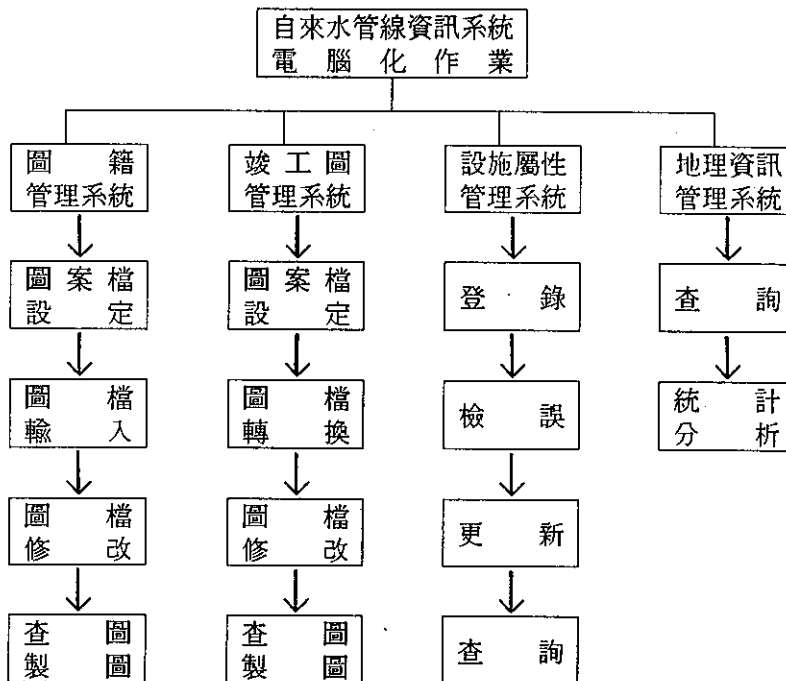 自來水管線資訊系統
電腦化作業
圖籍
管理系統
竣工圖
管理系統
設施屬性
管理系統
地理資訊
管理系統
圖案檔
設定
圖案檔
設定
登錄
查詢
圖檔
輸入
圖檔
轉換
檢誤
統計
分析
圖檔
修改
圖檔
修改
更新
查圖
製圖
查圖
製圖
查詢